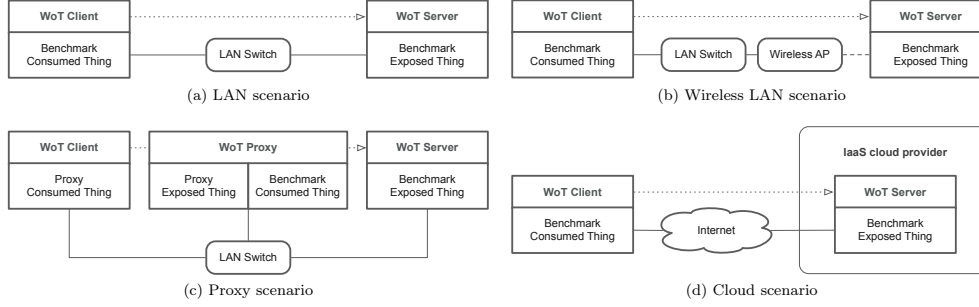 WoT Client
WoT Server
Benchmark
Consumed Thing
LAN Switch
Benchmark
Exposed Thing
(a) LAN scenario
WoT Client
WoT Server
Benchmark
Consumed Thing
LAN Switch
Wireless AP
Benchmark
Exposed Thing
(b) Wireless LAN scenario
WoT Client
WoT Proxy
WoT Server
Proxy
Consumed Thing
Proxy
Exposed Thing
Benchmark
Consumed Thing
Benchmark
Exposed Thing
LAN Switch
(c) Proxy scenario
IaaS cloud provider
WoT Client
WoT Server
Benchmark
Consumed Thing
Internet
Benchmark
Exposed Thing
(d) Cloud scenario